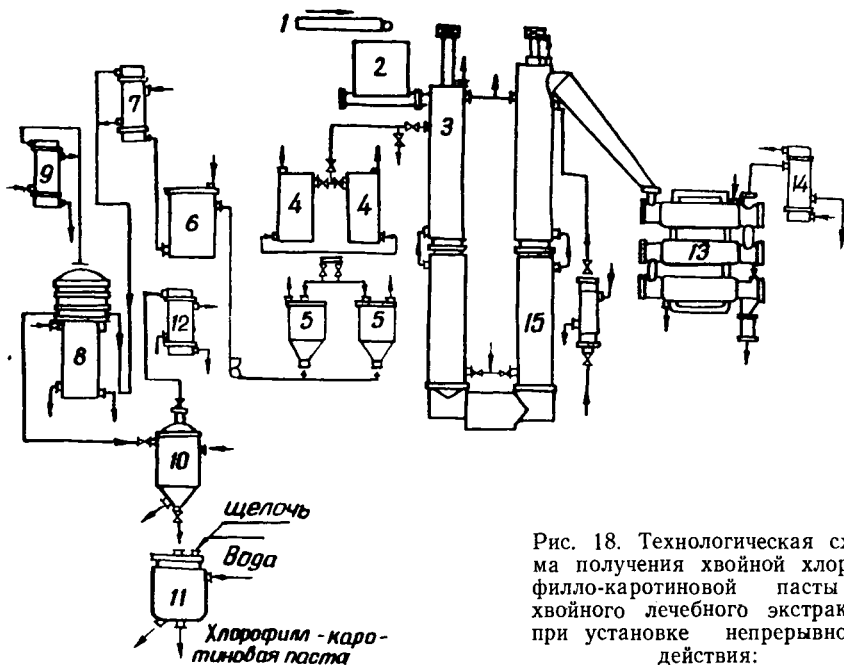 1
2
3
4
4
5
5
6
7
8
9
10
11
12
13
14
15
щелочь
Вода
Хлорофилл-каро-
тиновая паста
Рис. 18. Технологическая сх
ма получения хвойной хлор
филло-каротиновой пасты
хвойного лечебного экстрак
при установке непрерывно
действия: